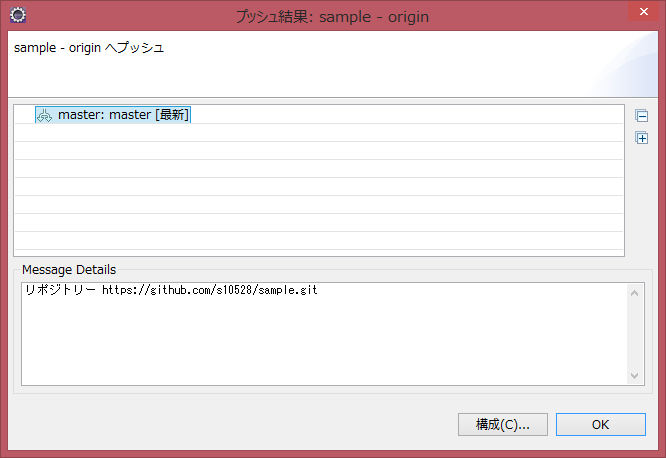 プッシュ結果: sample - origin
sample - origin へプッシュ
master: master [最新]
Message Details
リポジトリー https://github.com/s10528/sample.git
構成(C)...
OK